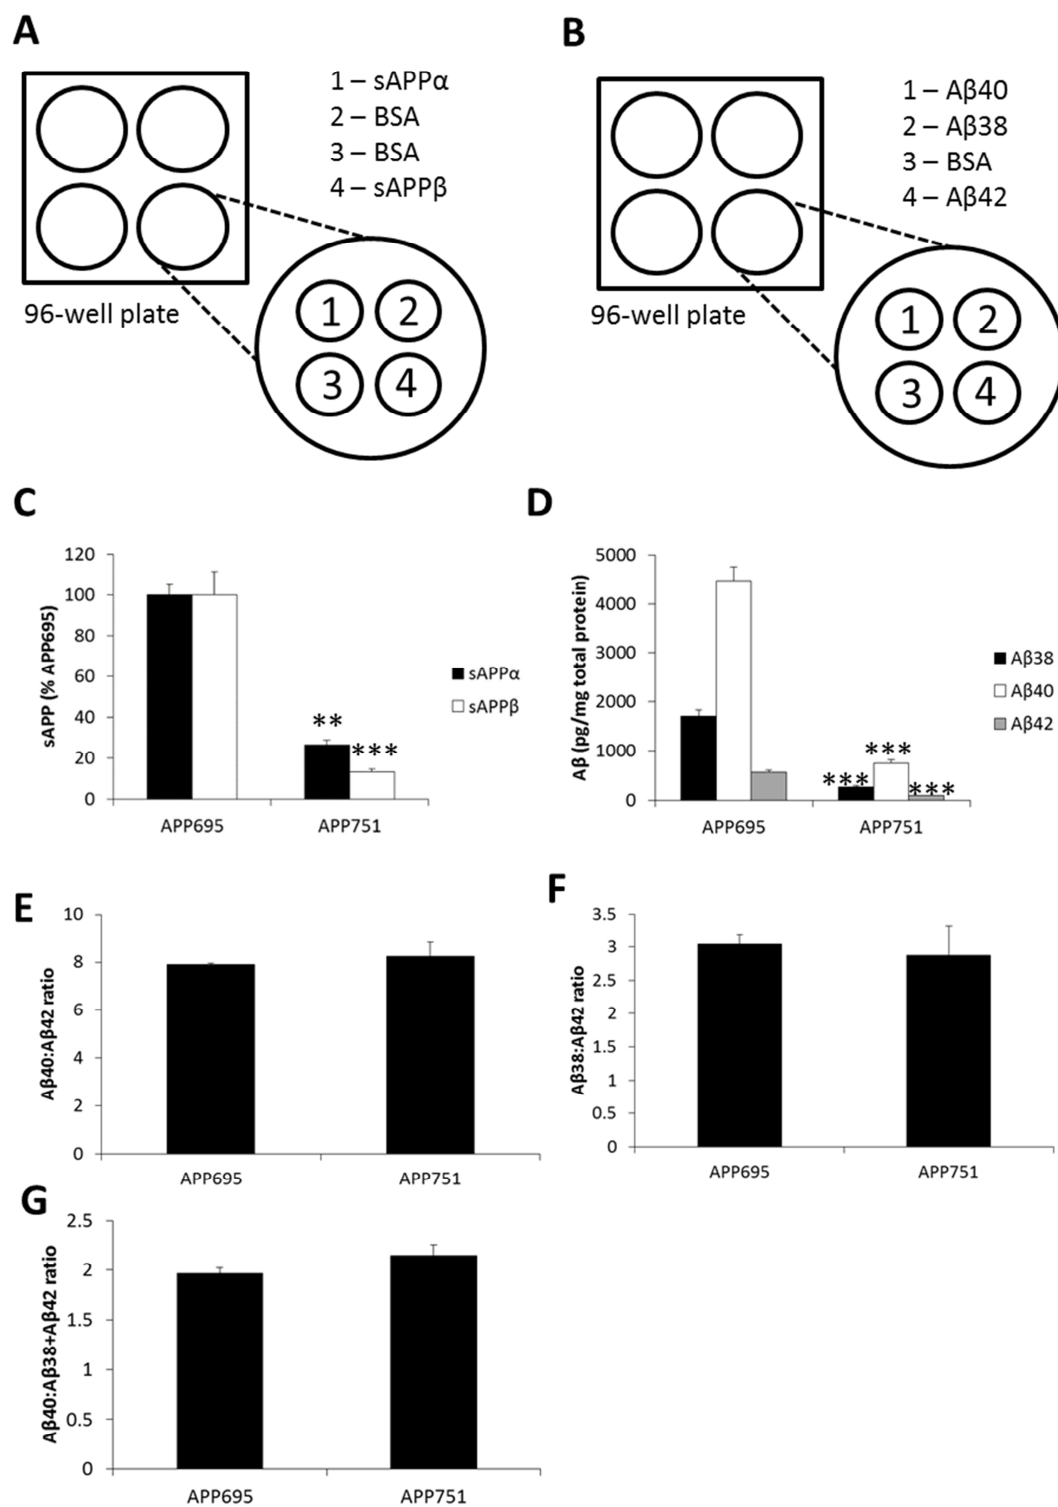 A
1 – sAPPα
2 – BSA
3 – BSA
4 – sAPPβ
96-well plate
1 2
3 4
B
1 – Aβ40
2 – Aβ38
3 – BSA
4 – Aβ42
96-well plate
1 2
3 4
C
sAPP (% APP695)
120
100
80
60
40
20
0
**
***
APP695 APP751
sAPPα
sAPPβ
D
Aβ (pg/mg total protein)
5000
4000
3000
2000
1000
0
***
***
***
APP695 APP751
Aβ38
Aβ40
Aβ42
E
Aβ40:Aβ42 ratio
10
8
6
4
2
0
APP695 APP751
F
Aβ38:Aβ42 ratio
3.5
3
2.5
2
1.5
1
0.5
0
APP695 APP751
G
Aβ40:Aβ38+Aβ42 ratio
2.5
2
1.5
1
0.5
0
APP695 APP751